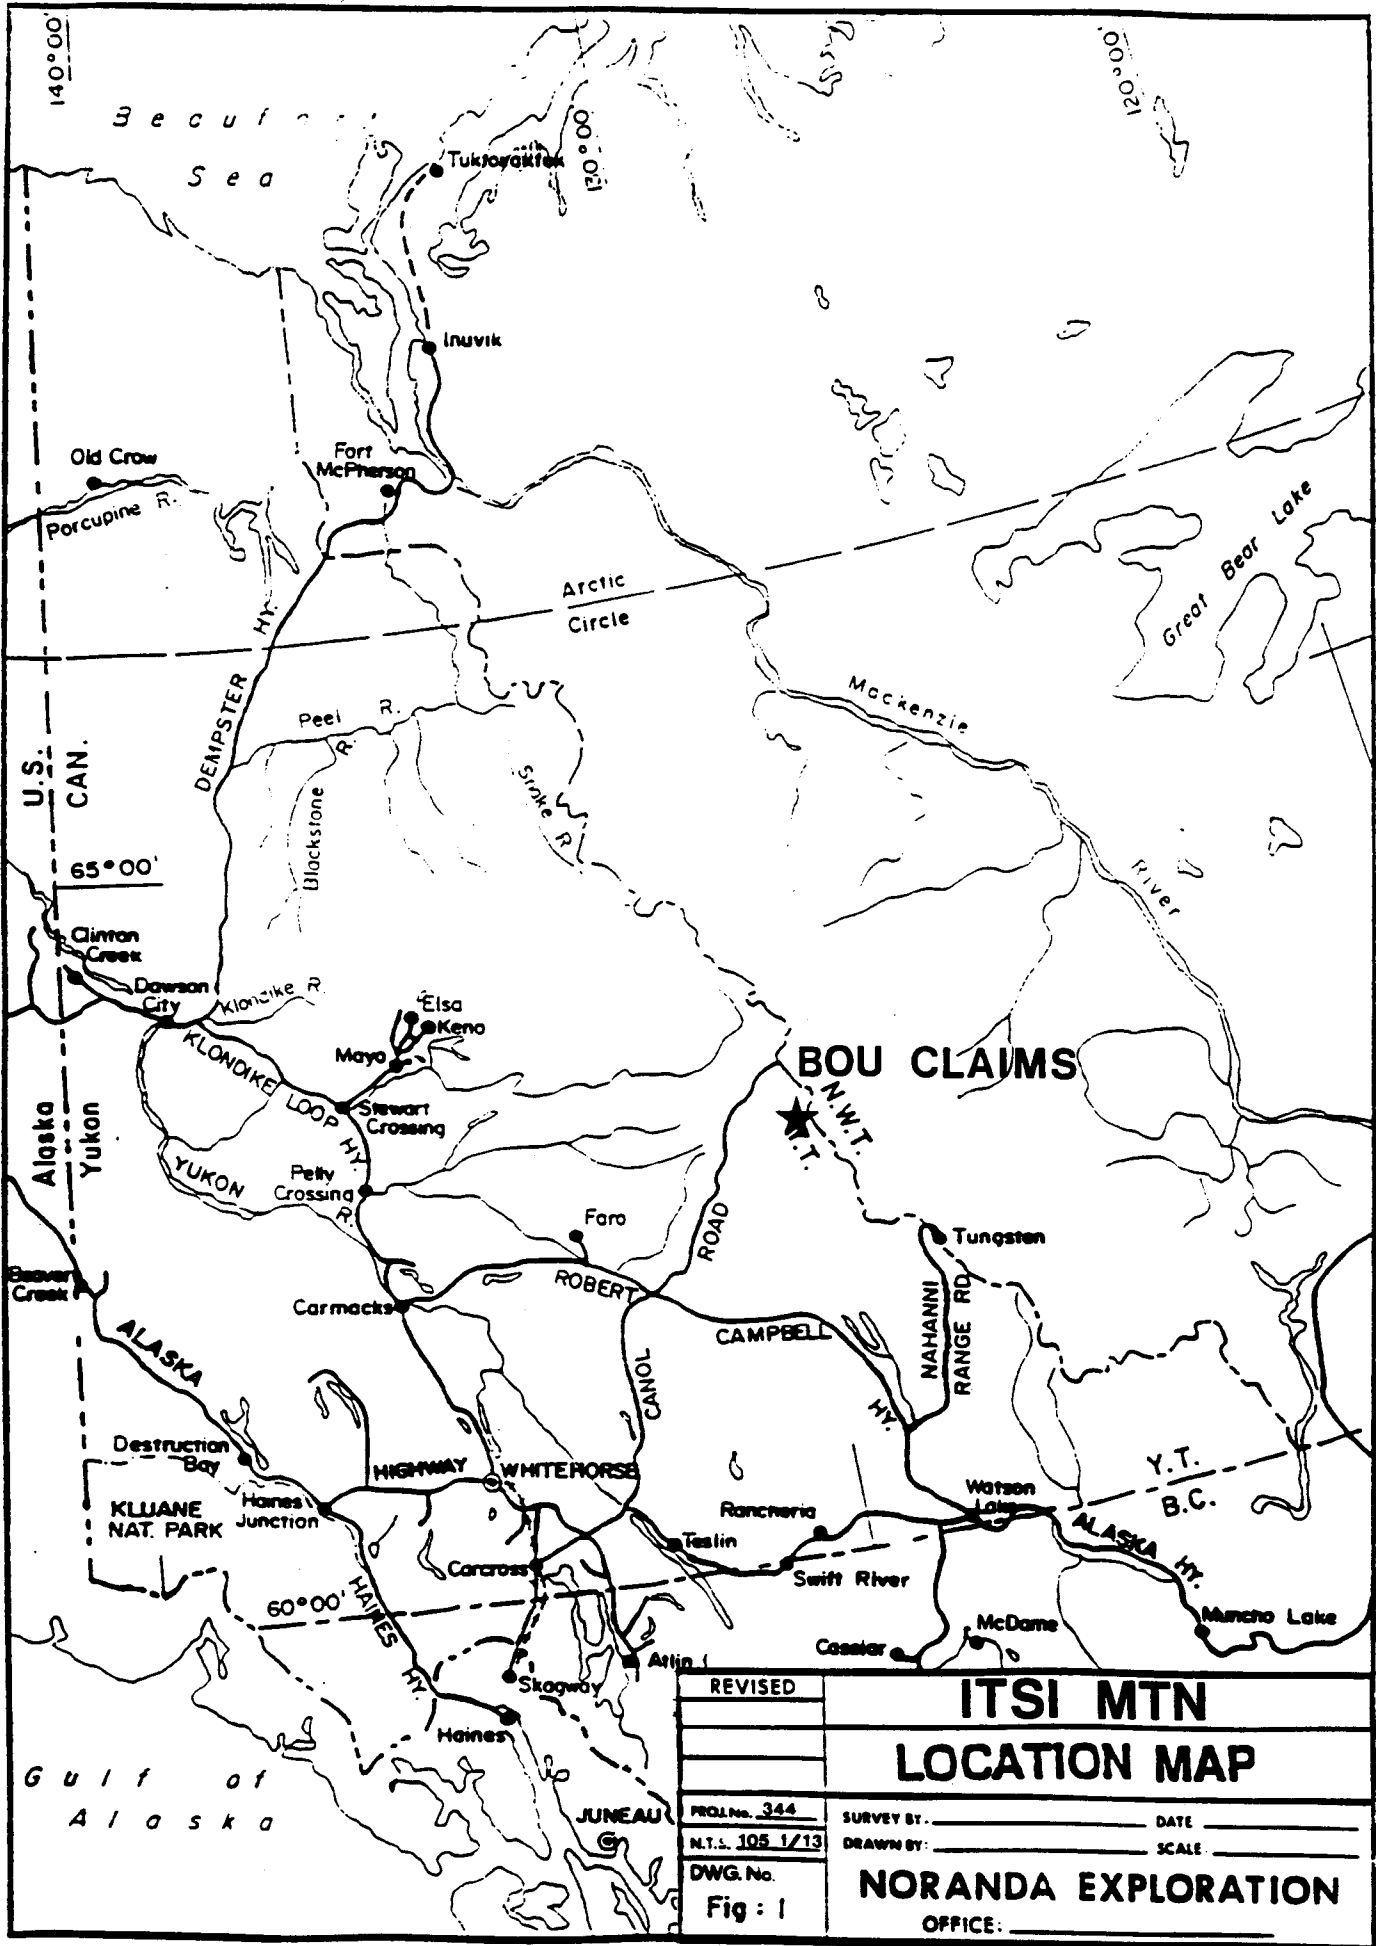 140°00'
120°00'
130°00'
Sea
Inuvik
Old Crow
Porcupine R.
Fort
McPherson
Great Bear Lake
Arctic
Circle
DEMPSTER HY.
Peel R.
Mackenzie
River
Snake R
Blackstone R.
U.S.
CAN.
65°00'
Clinton
Creek
Dawson
City
Klondike R.
Elsa
Keno
Mayo
KLONDIKE LOOP HY.
Stewart
Crossing
BOU CLAIMS
N.W.T.
Y.T.
Alaska
Yukon
YUKON R.
Pelly
Crossing
Faro
ROAD
Tungsten
Beaver
Creek
Carmacks
ROBERT
CAMPBELL
HY.
NAHANNI
RANGE RD.
ALASKA
CANOL
Destruction
Bay
HIGHWAY
WHITEHORSE
KLUANE
NAT. PARK
Haines
Junction
Rancheria
Watson
Lake
Y.T.
B.C.
ALASKA HY.
Teslin
Carcross
Swift River
60°00'
HAINES HY.
Cassiar
McDame
Muncho Lake
Atlin
Skagway
Haines
Gulf of
Alaska
JUNEAU
REVISED
ITSI MTN
LOCATION MAP
PROJ. No. 344
N.T.S. 105 1/13
DWG. No.
Fig : 1
SURVEY BY: DATE
DRAWN BY: SCALE
NORANDA EXPLORATION
OFFICE: